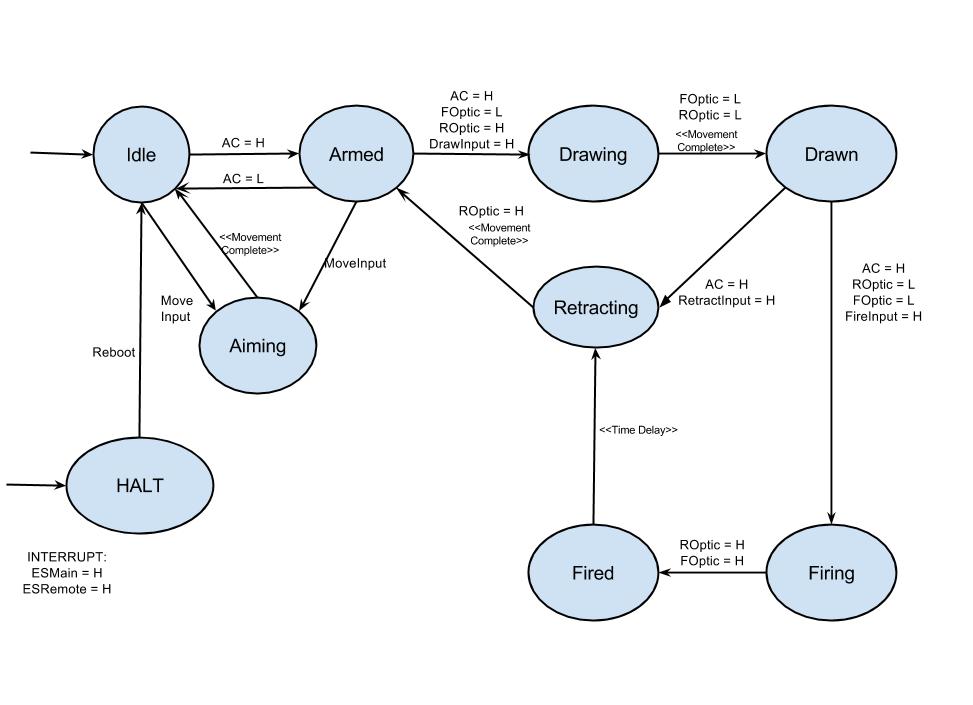 Idle
AC = H
AC = L
Armed
AC = H
FOptic = L
ROptic = H
DrawInput = H
Drawing
FOptic = L
ROptic = L
<<Movement
Complete>>
Drawn
<<Movement
Complete>>
MoveInput
Move
Input
Aiming
ROptic = H
<<Movement
Complete>>
Retracting
AC = H
RetractInput = H
AC = H
ROptic = L
FOptic = L
FireInput = H
Reboot
HALT
INTERRUPT:
ESMain = H
ESRemote = H
<<Time Delay>>
Fired
ROptic = H
FOptic = H
Firing